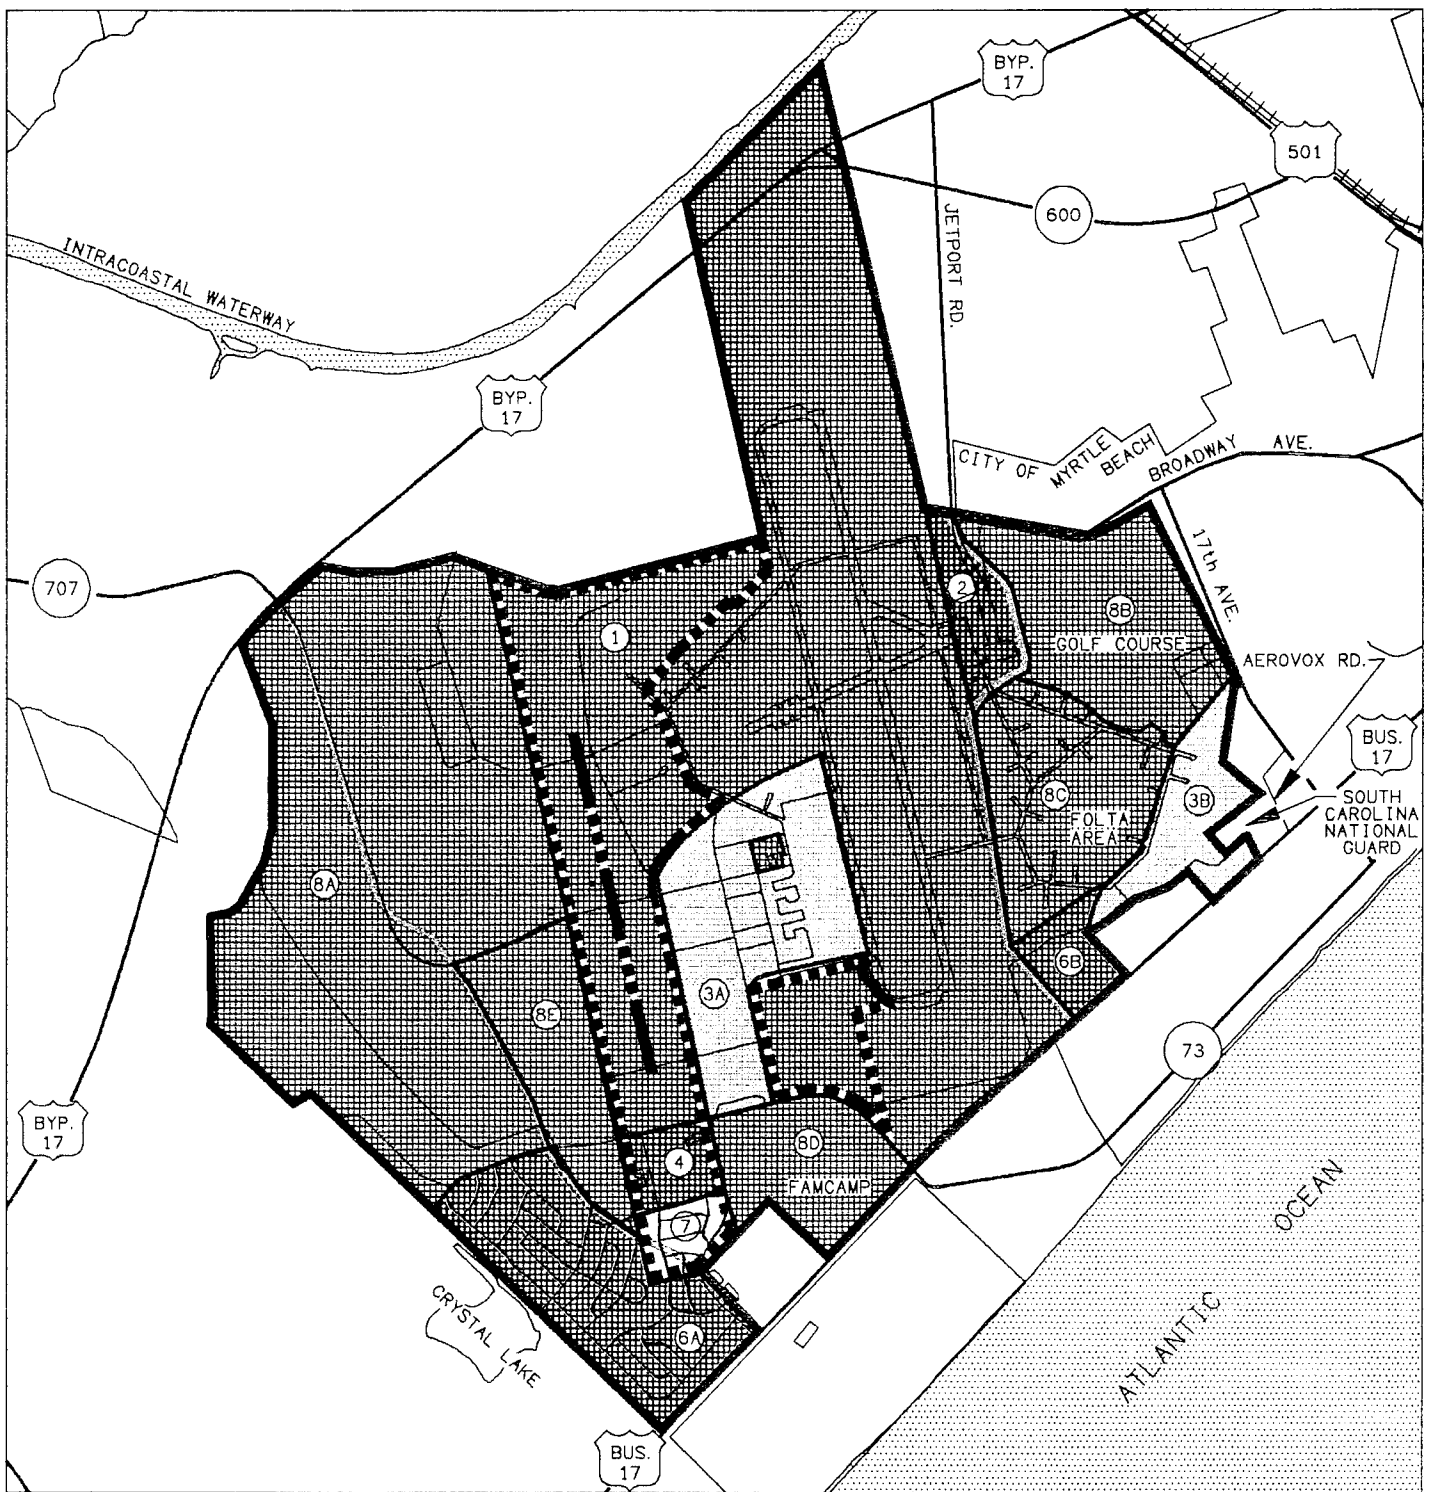 BYP.
17
501
600
JETPORT RD.
INTRACOASTAL WATERWAY
BYP.
17
CITY OF MYRTLE
BEACH
BROADWAY AVE.
17th AVE.
707
2
8B
1
GOLF COURSE
AEROVOX RD.
BUS.
17
8C
3B
FOLTA
AREA
SOUTH
CAROLINA
NATIONAL
GUARD
8A
6B
3A
8E
73
BYP.
17
8D
4
FAMCAMP
7
OCEAN
ATLANTIC
CRYSTAL LAKE
6A
BUS.
17